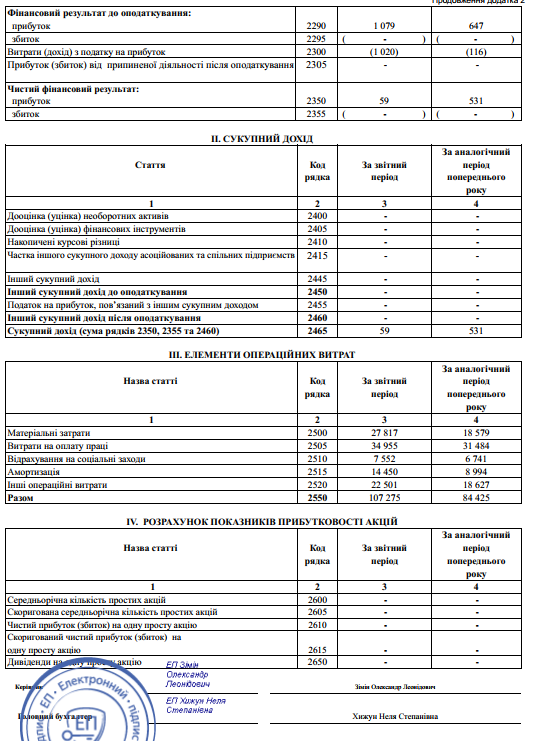 Продовження додатка 2
Фінансовий результат до оподаткування:
прибуток 2290 1 079 647
збиток 2295 ( - ) ( - )
Витрати (дохід) з податку на прибуток 2300 (1 020) (116)
Прибуток (збиток) від припиненої діяльності після оподаткування 2305 - -
Чистий фінансовий результат:
прибуток 2350 59 531
збиток 2355 ( - ) ( - )
ІІ. СУКУПНИЙ ДОХІД
Стаття Код рядка За звітний період За аналогічний період попереднього року
1 2 3 4
Дооцінка (уцінка) необоротних активів 2400 - -
Дооцінка (уцінка) фінансових інструментів 2405 - -
Накопичені курсові різниці 2410 - -
Частка іншого сукупного доходу асоційованих та спільних підприємств 2415 - -
Інший сукупний дохід 2445 - -
Інший сукупний дохід до оподаткування 2450 - -
Податок на прибуток, пов’язаний з іншим сукупним доходом 2455 - -
Інший сукупний дохід після оподаткування 2460 - -
Сукупний дохід (сума рядків 2350, 2355 та 2460) 2465 59 531
ІІІ. ЕЛЕМЕНТИ ОПЕРАЦІЙНИХ ВИТРАТ
Назва статті Код рядка За звітний період За аналогічний період попереднього року
1 2 3 4
Матеріальні затрати 2500 27 817 18 579
Витрати на оплату праці 2505 34 955 31 484
Відрахування на соціальні заходи 2510 7 552 6 741
Амортизація 2515 14 450 8 994
Інші операційні витрати 2520 22 501 18 627
Разом 2550 107 275 84 425
ІV. РОЗРАХУНОК ПОКАЗНИКІВ ПРИБУТКОВОСТІ АКЦІЙ
Назва статті Код рядка За звітний період За аналогічний період попереднього року
1 2 3 4
Середньорічна кількість простих акцій 2600 - -
Скоригована середньорічна кількість простих акцій 2605 - -
Чистий прибуток (збиток) на одну просту акцію 2610 - -
Скоригований чистий прибуток (збиток) на
одну просту акцію 2615 - -
Дивіденди на одну просту акцію 2650 - -
Керівник ЕП Зімін Олександр Леонідович Зімін Олександр Леонідович
Головний бухгалтер ЕП Хижун Неля Степанівна Хижун Неля Степанівна
ЕП • Електронний підпис
ЕП